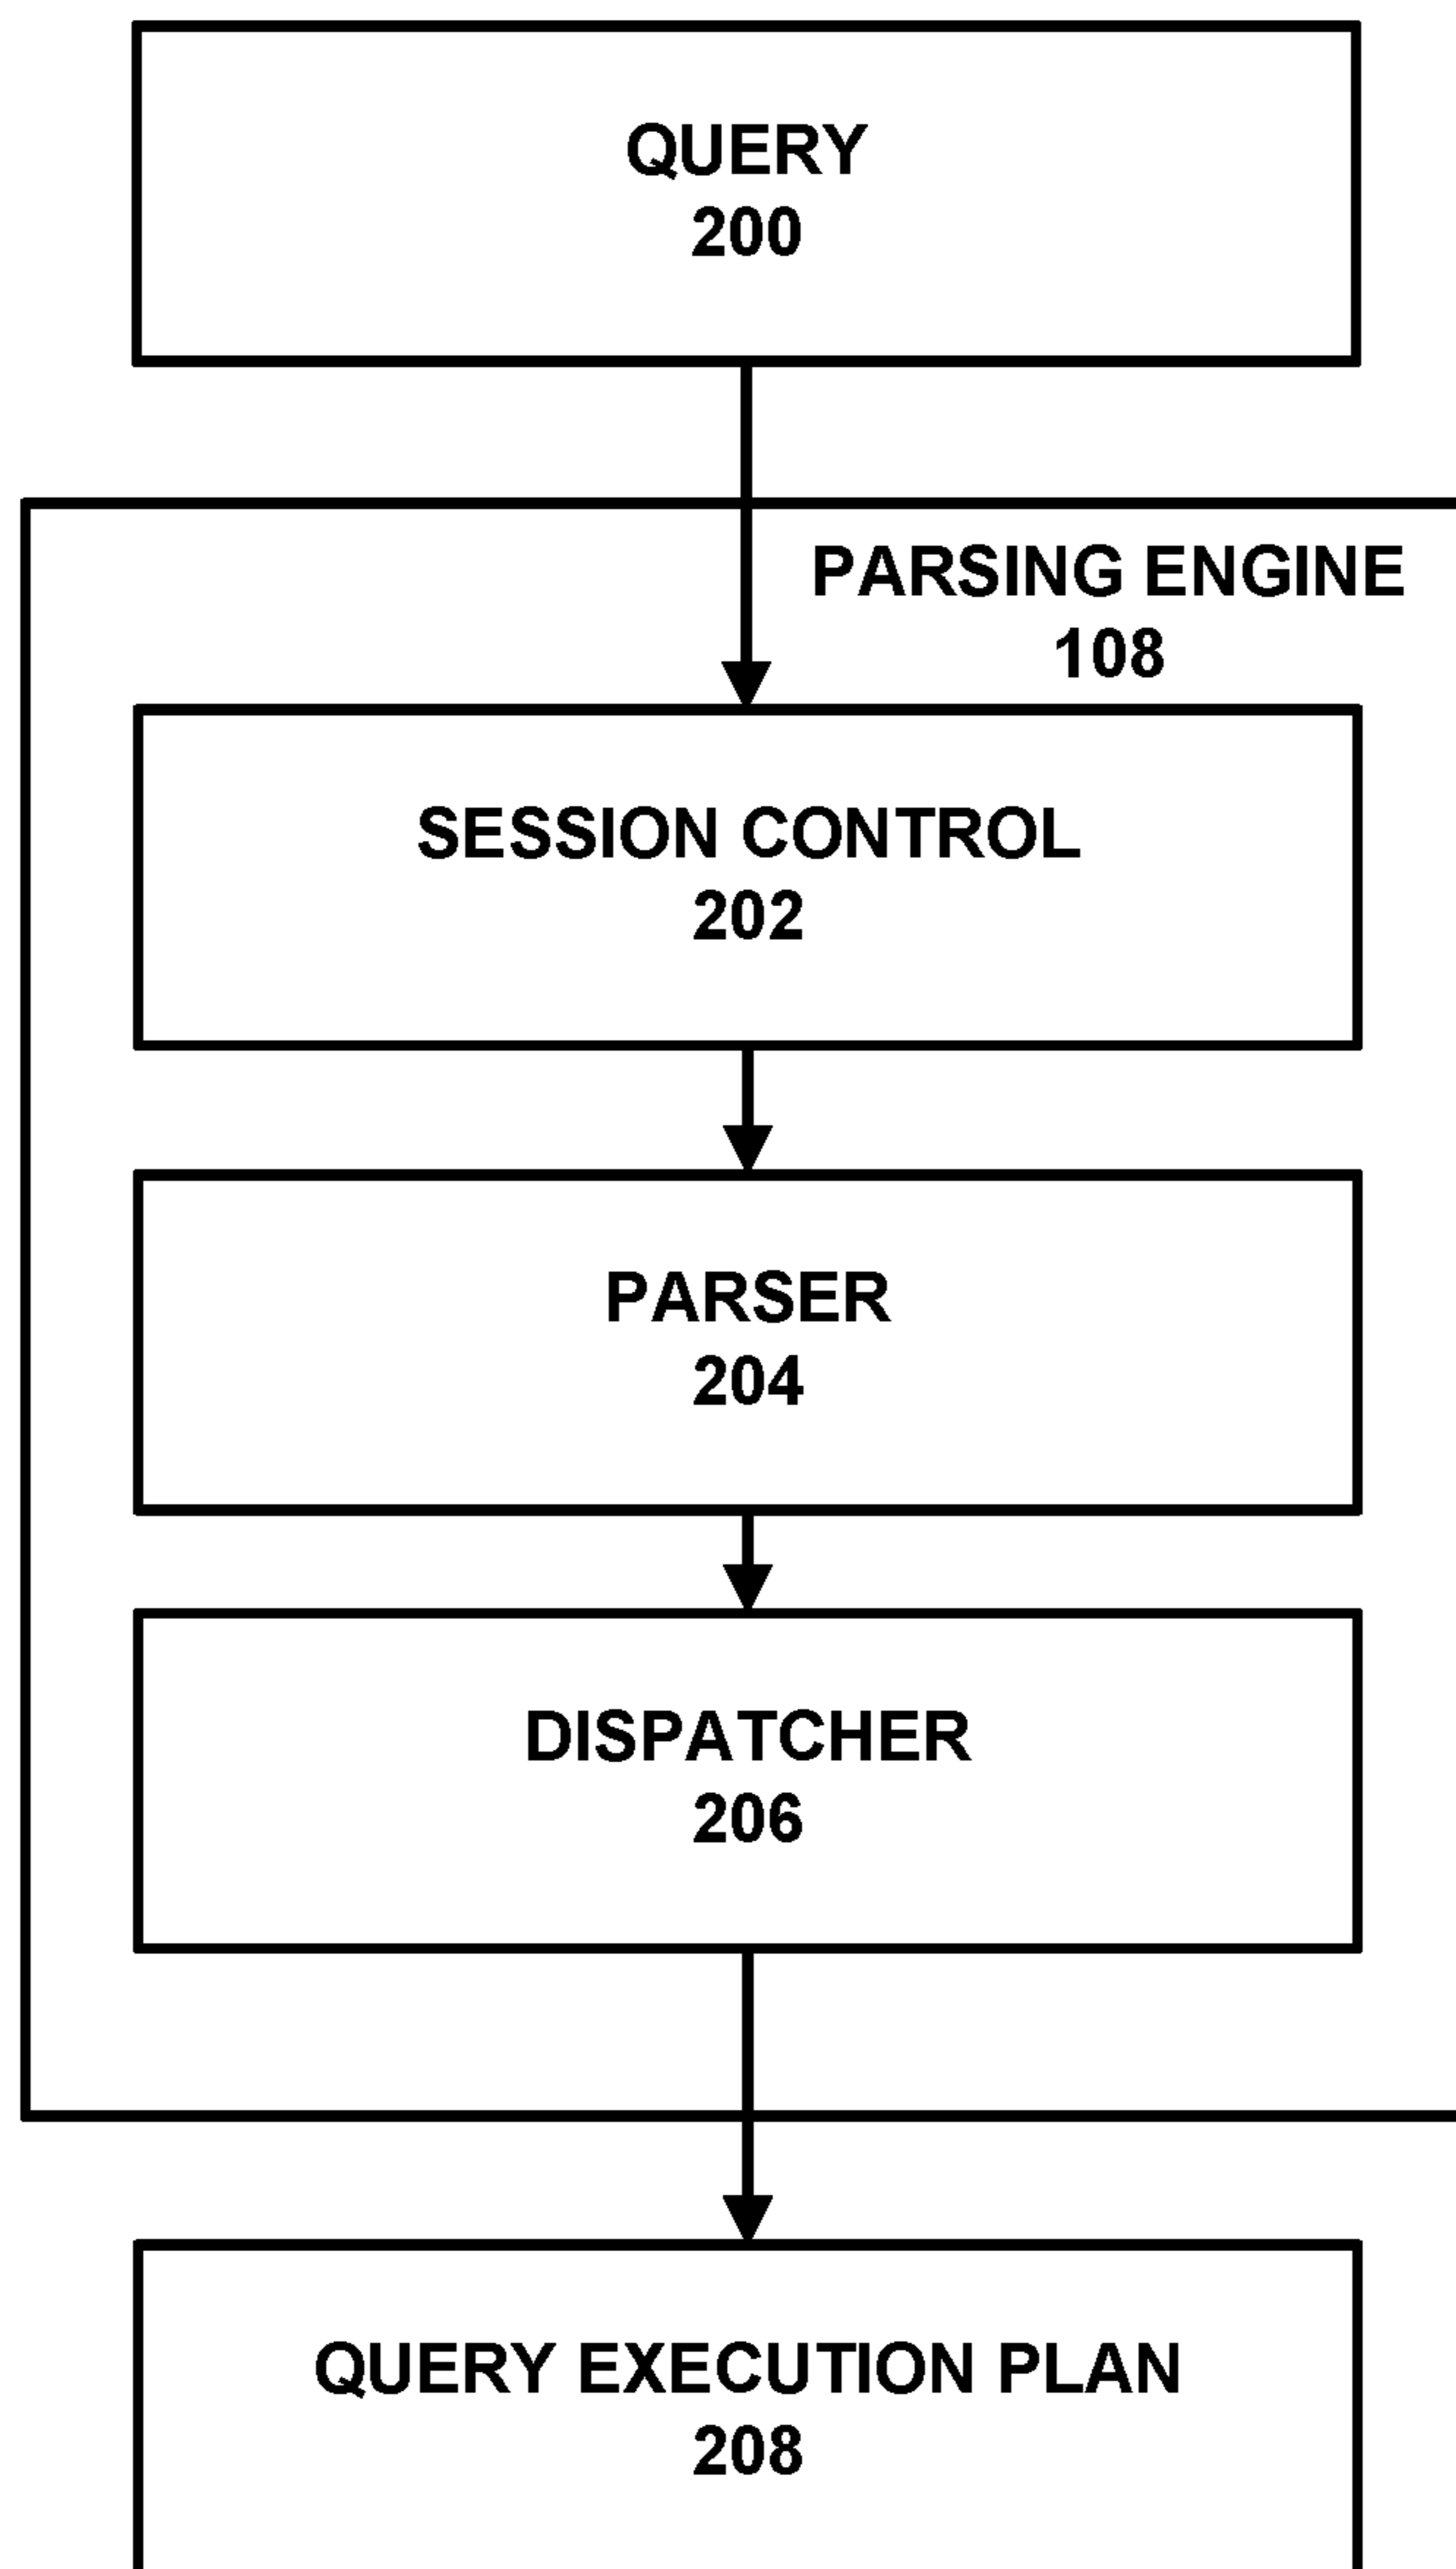 QUERY
200
PARSING ENGINE
108
SESSION CONTROL
202
PARSER
204
DISPATCHER
206
QUERY EXECUTION PLAN
208